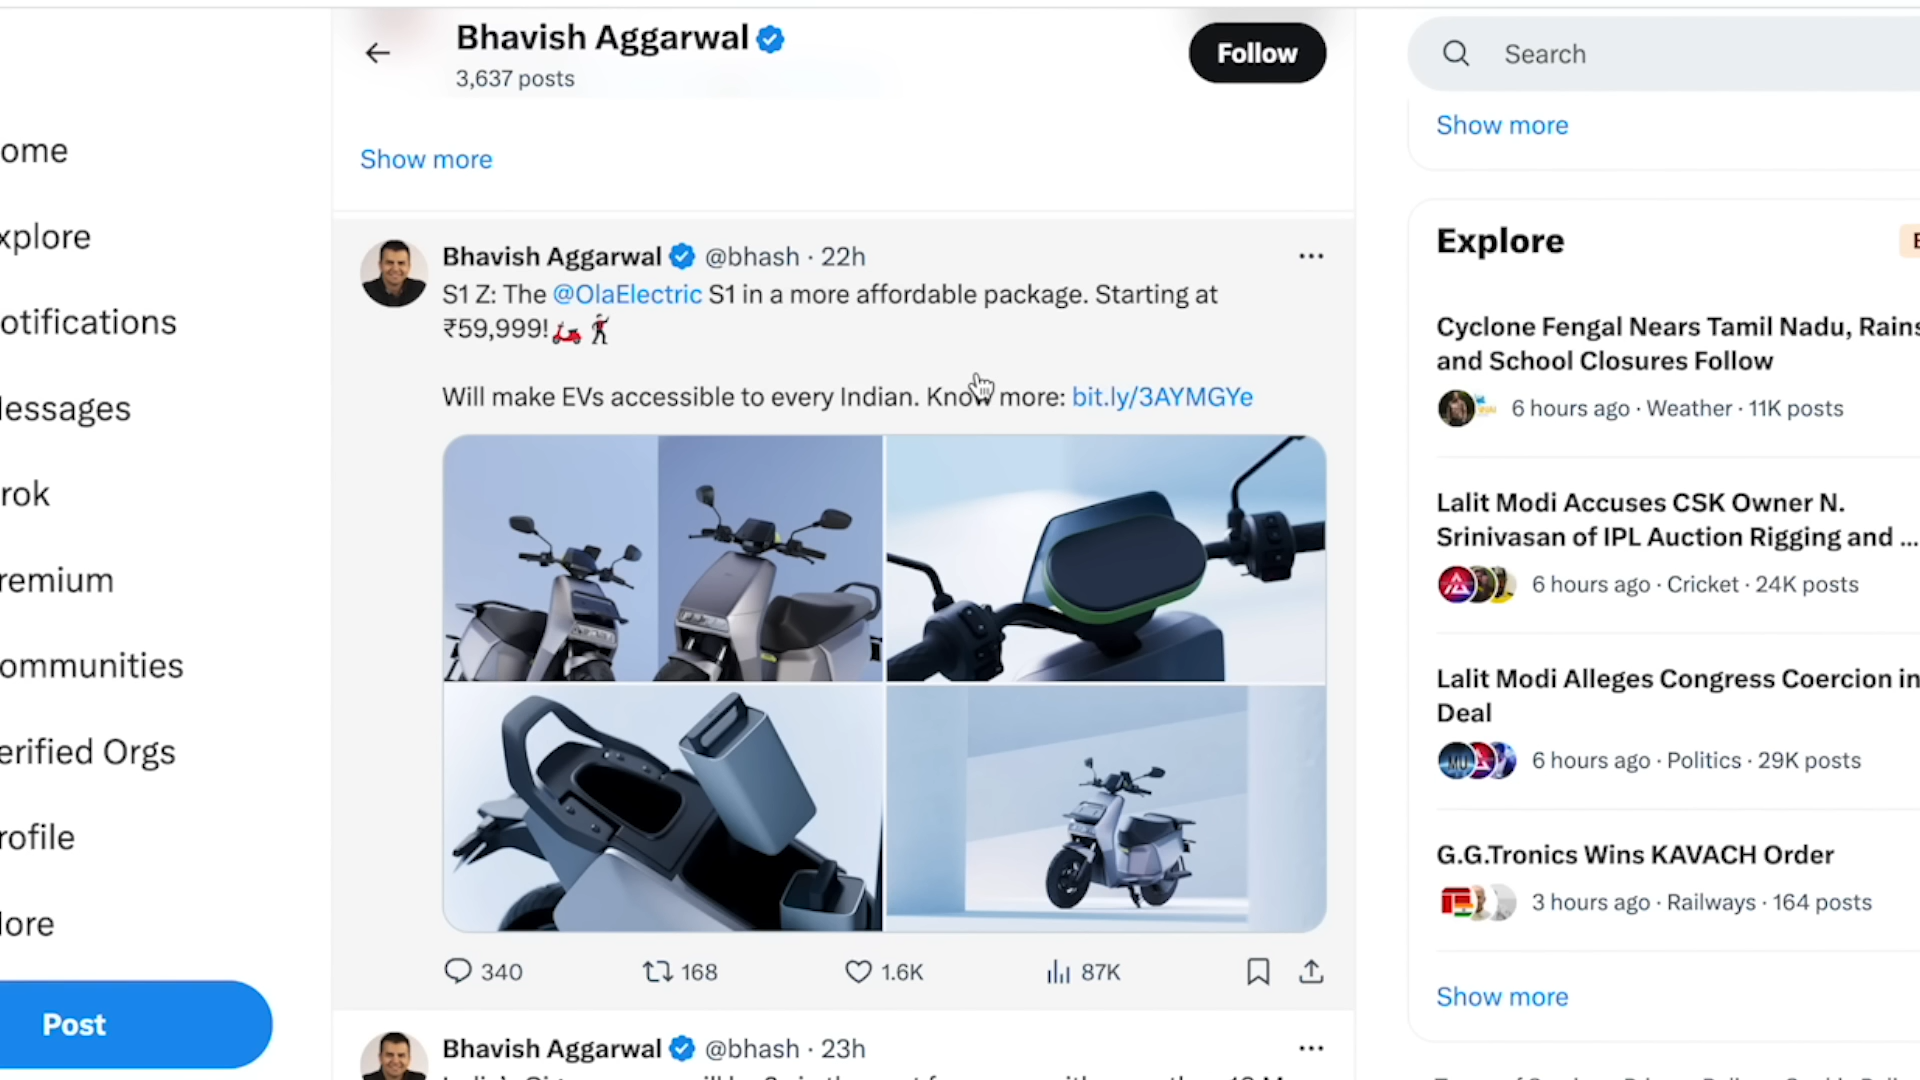 Bhavish Aggarwal
3,637 posts
Follow
Search
Show more
Show more
ome
xplore
otifications
essages
rok
remium
ommunities
erified Orgs
rofile
ore
Post
Bhavish Aggarwal @bhash · 22h
S1 Z: The @OlaElectric S1 in a more affordable package. Starting at
₹59,999!🛵🕺
Will make EVs accessible to every Indian. Know more: bit.ly/3AYMGYe
340 168 1.6K 87K
Bhavish Aggarwal @bhash · 23h
Explore
Cyclone Fengal Nears Tamil Nadu, Rains
and School Closures Follow
6 hours ago · Weather · 11K posts
Lalit Modi Accuses CSK Owner N.
Srinivasan of IPL Auction Rigging and ...
6 hours ago · Cricket · 24K posts
Lalit Modi Alleges Congress Coercion in
Deal
6 hours ago · Politics · 29K posts
G.G.Tronics Wins KAVACH Order
3 hours ago · Railways · 164 posts
Show more